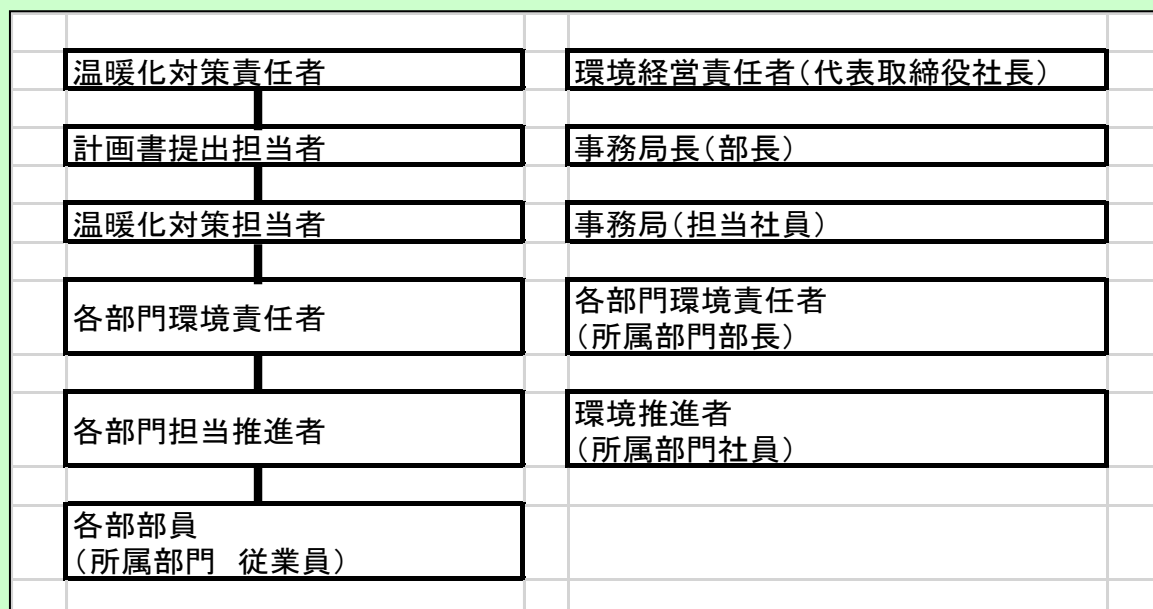 温暖化対策責任者
環境経営責任者(代表取締役社長)
計画書提出担当者
事務局長(部長)
温暖化対策担当者
事務局(担当社員)
各部門環境責任者
各部門環境責任者
(所属部門部長)
各部門担当推進者
環境推進者
(所属部門社員)
各部部員
(所属部門　従業員)